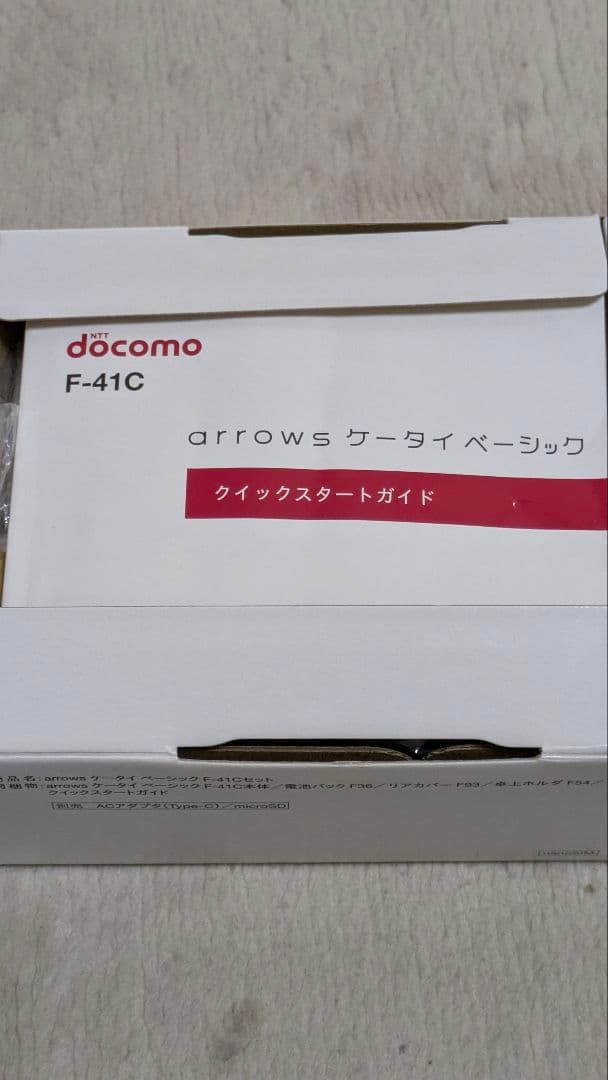 NTT
docomo
F-41C
arrows ケータイ ベーシック
クイックスタートガイド
商品名：arrows ケータイ ベーシック F-41Cセット
同梱物：arrows ケータイ ベーシック F-41C本体／電池パック F36／リアカバー F93／卓上ホルダ F54／
クイックスタートガイド
別売 ACアダプタ(Type-C)／microSD